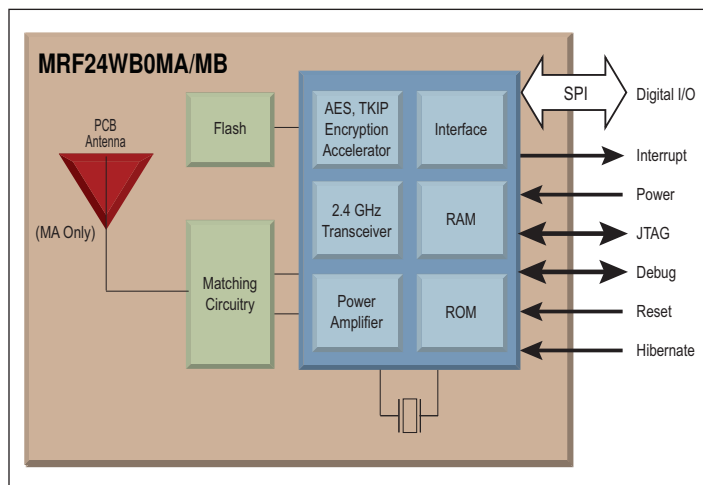 MRF24WB0MA/MB
PCB
Antenna
(MA Only)
Flash
Matching
Circuitry
AES, TKIP
Encryption
Accelerator
Interface
2.4 GHz
Transceiver
RAM
Power
Amplifier
ROM
SPI
Digital I/O
Interrupt
Power
JTAG
Debug
Reset
Hibernate